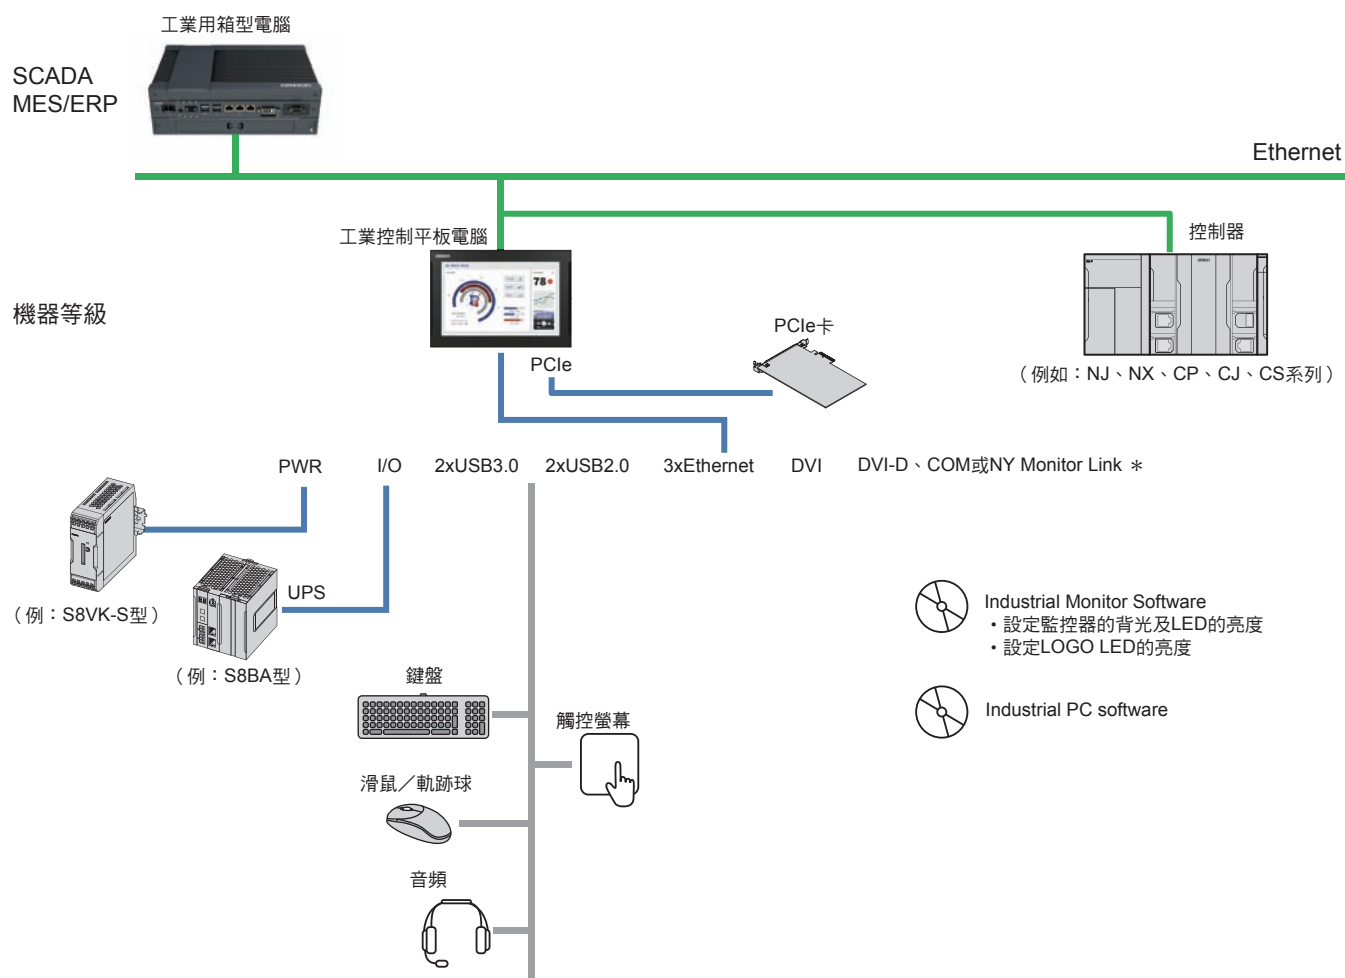 工業用箱型電腦
SCADA
MES/ERP
Ethernet
工業控制平板電腦
控制器
機器等級
78
PCIe卡
PCIe
（例如：NJ、NX、CP、CJ、CS系列）
PWR
I/O
2xUSB3.0
2xUSB2.0
3xEthernet
DVI
DVI-D、COM或NY Monitor Link ＊
UPS
（例：S8VK-S型）
（例：S8BA型）
Industrial Monitor Software
・設定監控器的背光及LED的亮度
・設定LOGO LED的亮度
鍵盤
Industrial PC software
觸控螢幕
滑鼠／軌跡球
音頻